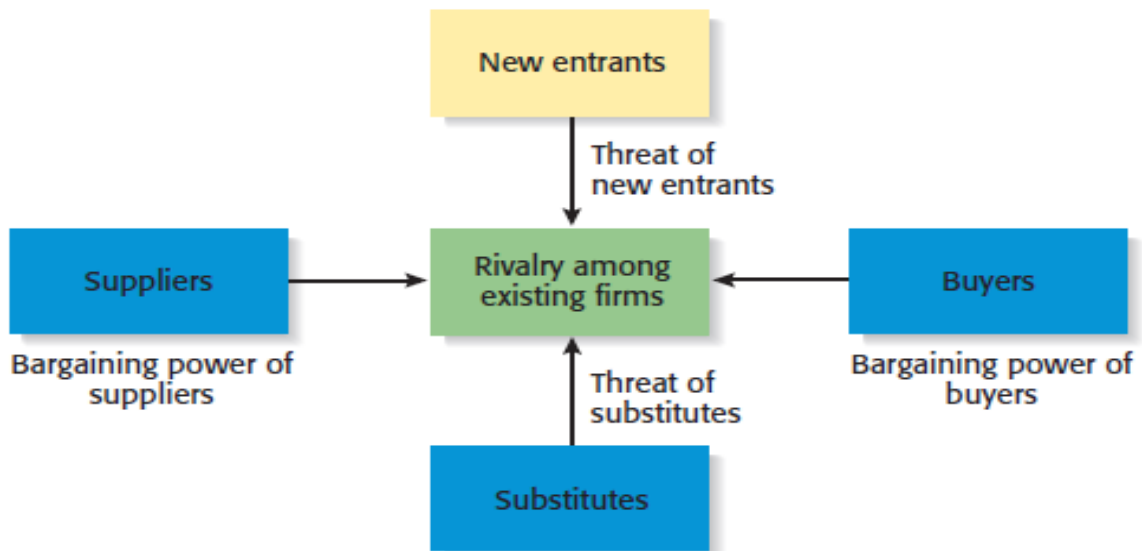 New entrants
Threat of
new entrants
Suppliers
Rivalry among
existing firms
Buyers
Bargaining power of
suppliers
Threat of
substitutes
Bargaining power of
buyers
Substitutes